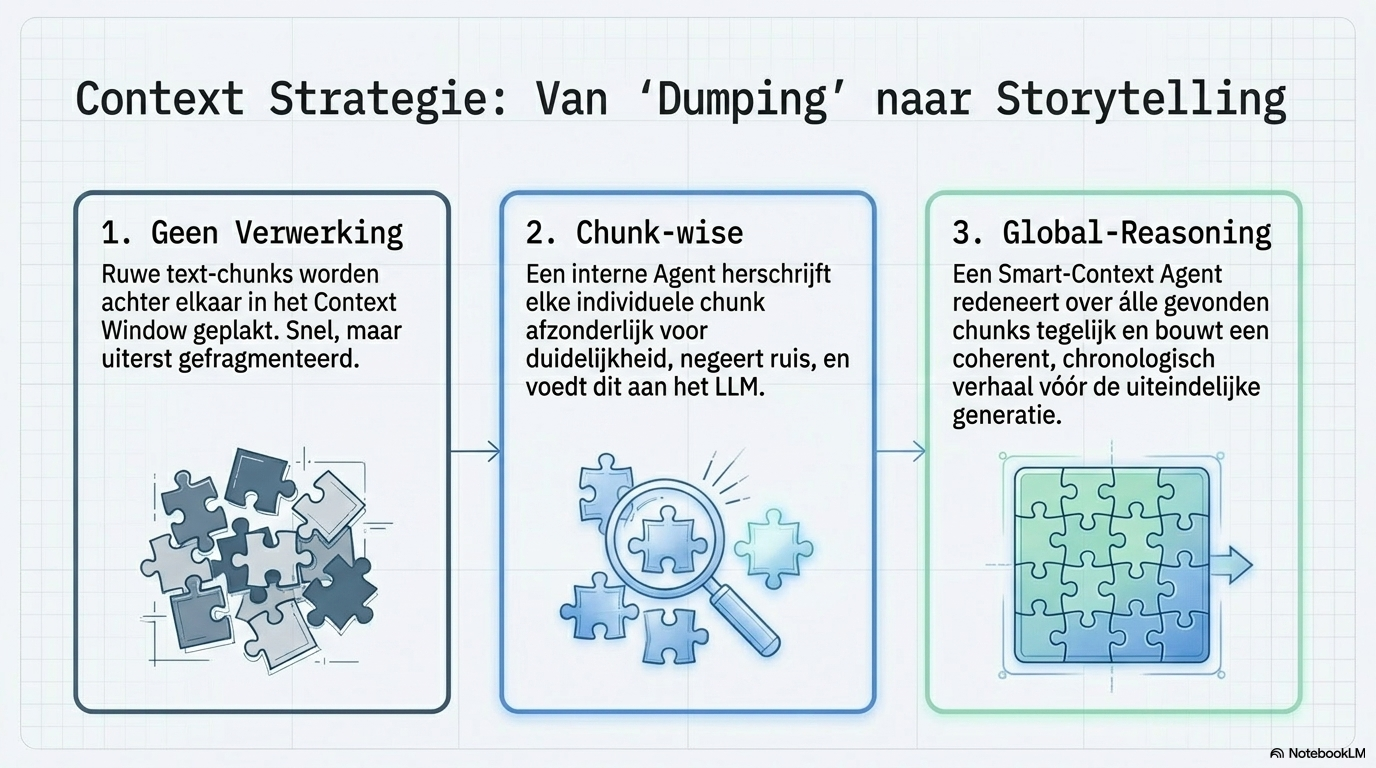 Context Strategie: Van ‘Dumping’ naar Storytelling
1. Geen Verwerking
Ruwe text-chunks worden
achter elkaar in het Context
Window geplakt. Snel, maar
uiterst gefragmenteerd.
2. Chunk-wise
Een interne Agent herschrijft
elke individuele chunk
afzonderlijk voor
duidelijkheid, negeert ruis, en
voedt dit aan het LLM.
3. Global-Reasoning
Een Smart-Context Agent
redeneert over álle gevonden
chunks tegelijk en bouwt een
coherent, chronologisch
verhaal vóór de uiteindelijke
generatie.
NotebookLM